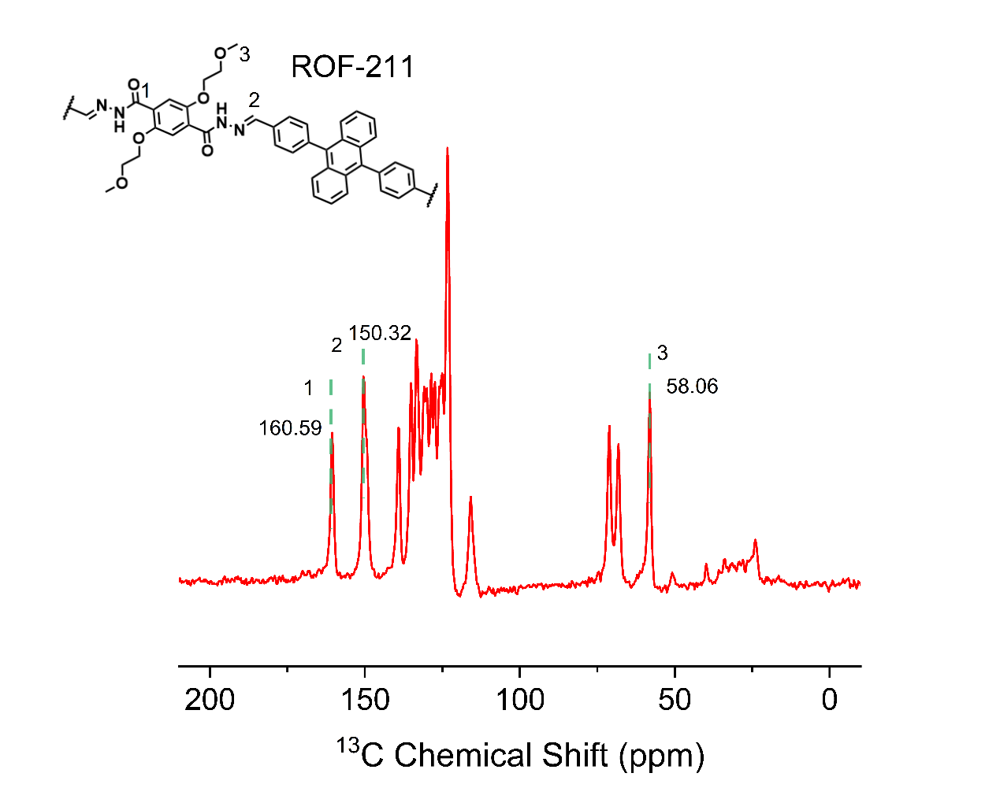 ROF-211
O
3
O
1
N
N
H
O
O
H
N
N
2
O
O
150.32
2
3
1
58.06
160.59
200 150 100 50 0
¹³C Chemical Shift (ppm)